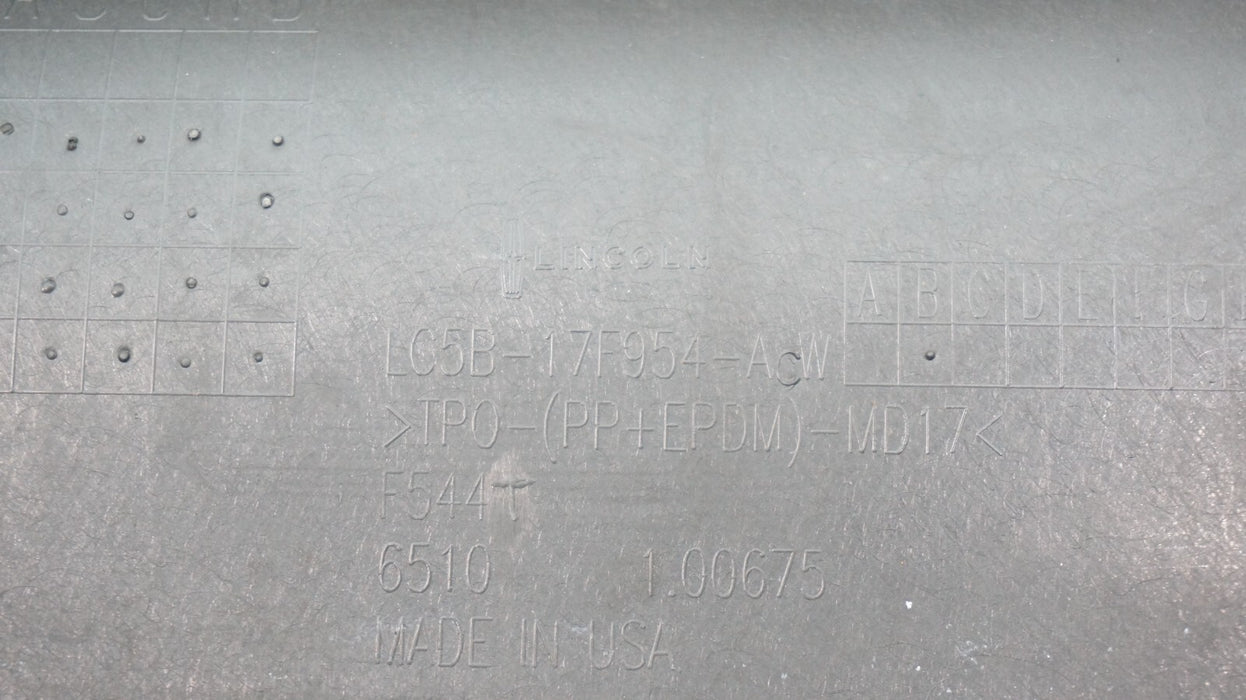 LINCOLN
A B C D E F G
LC5B-17F954-AcW
>TPO-(PP+EPDM)-MD17<
F544
6510 1.00675
MADE IN USA